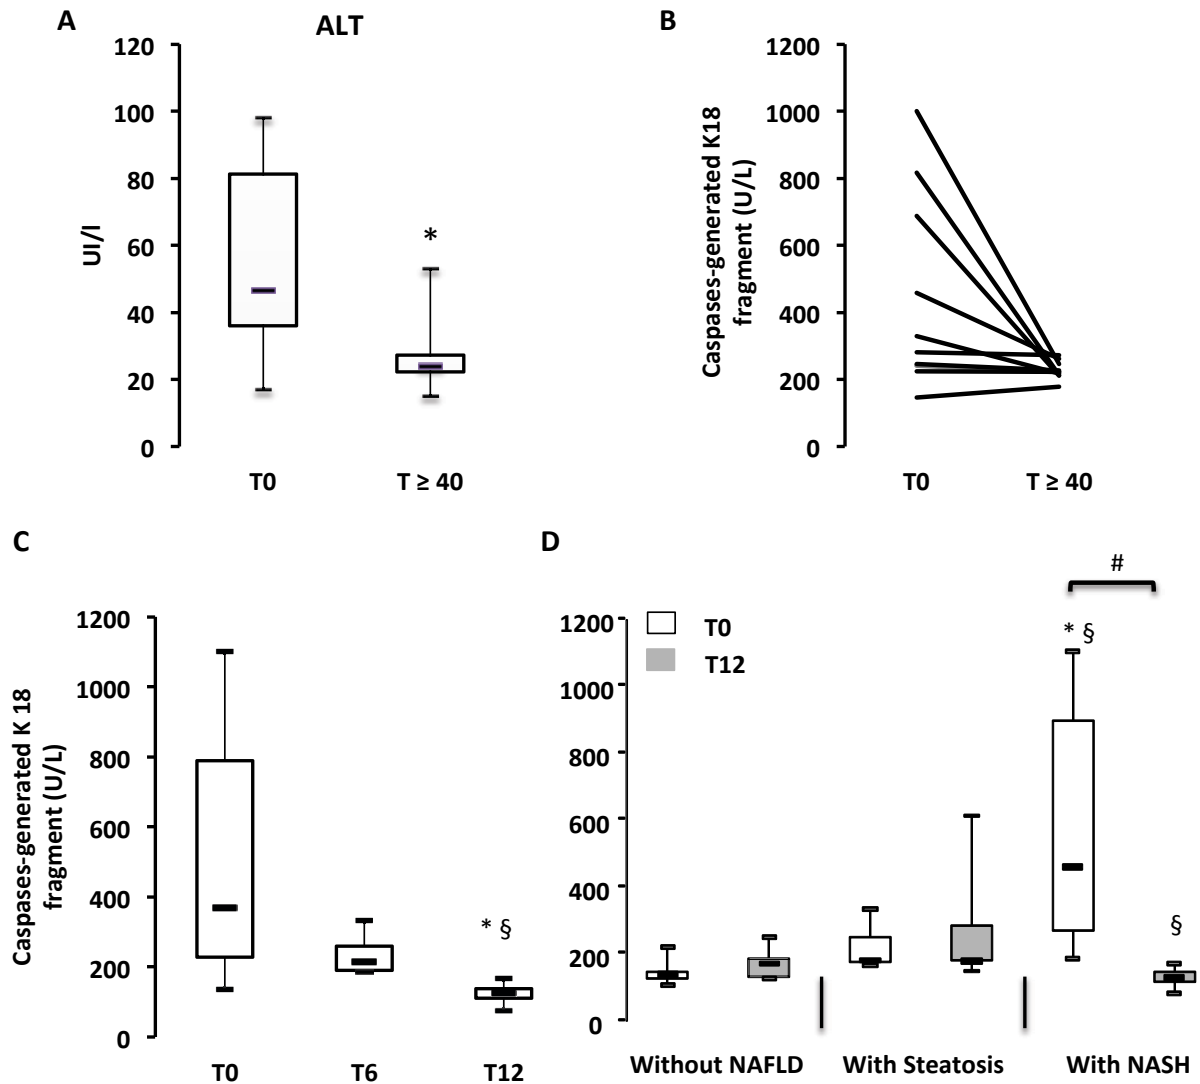 A
ALT
120
100
80
60
40
20
0
UI/l
*
T0
T ≥ 40
B
1200
1000
800
600
400
200
0
Caspases-generated K18
fragment (U/L)
T0
T ≥ 40
C
1200
1000
800
600
400
200
0
Caspases-generated K 18
fragment (U/L)
* §
T0
T6
T12
D
#
1200
1000
800
600
400
200
0
T0
T12
* §
§
Without NAFLD
With Steatosis
With NASH